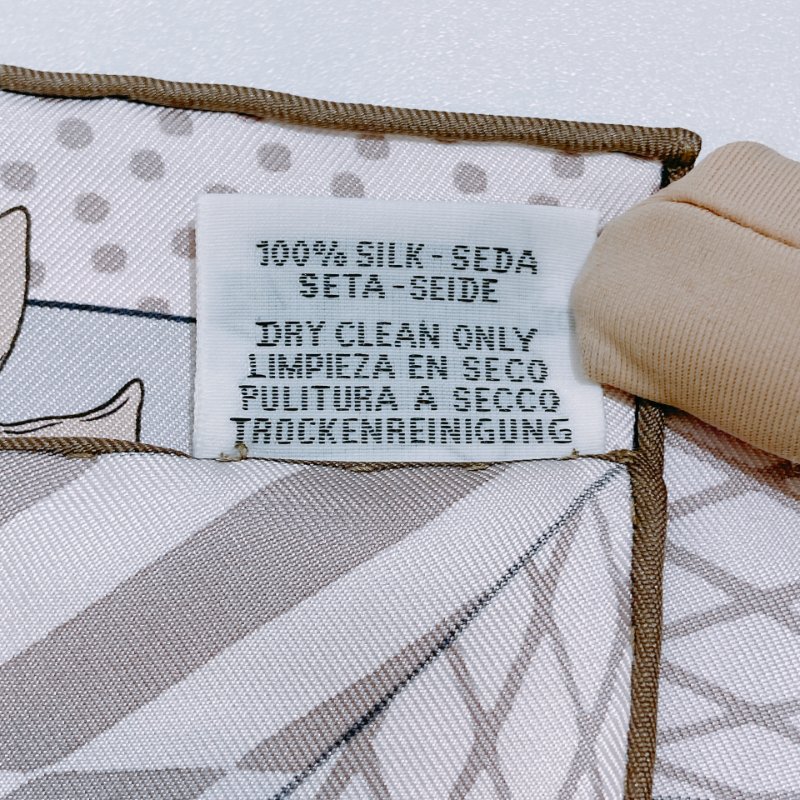 100% SILK - SEDA
SETA - SEIDE
DRY CLEAN ONLY
LIMPIEZA EN SECO
PULITURA A SECCO
TROCKENREINIGUNG